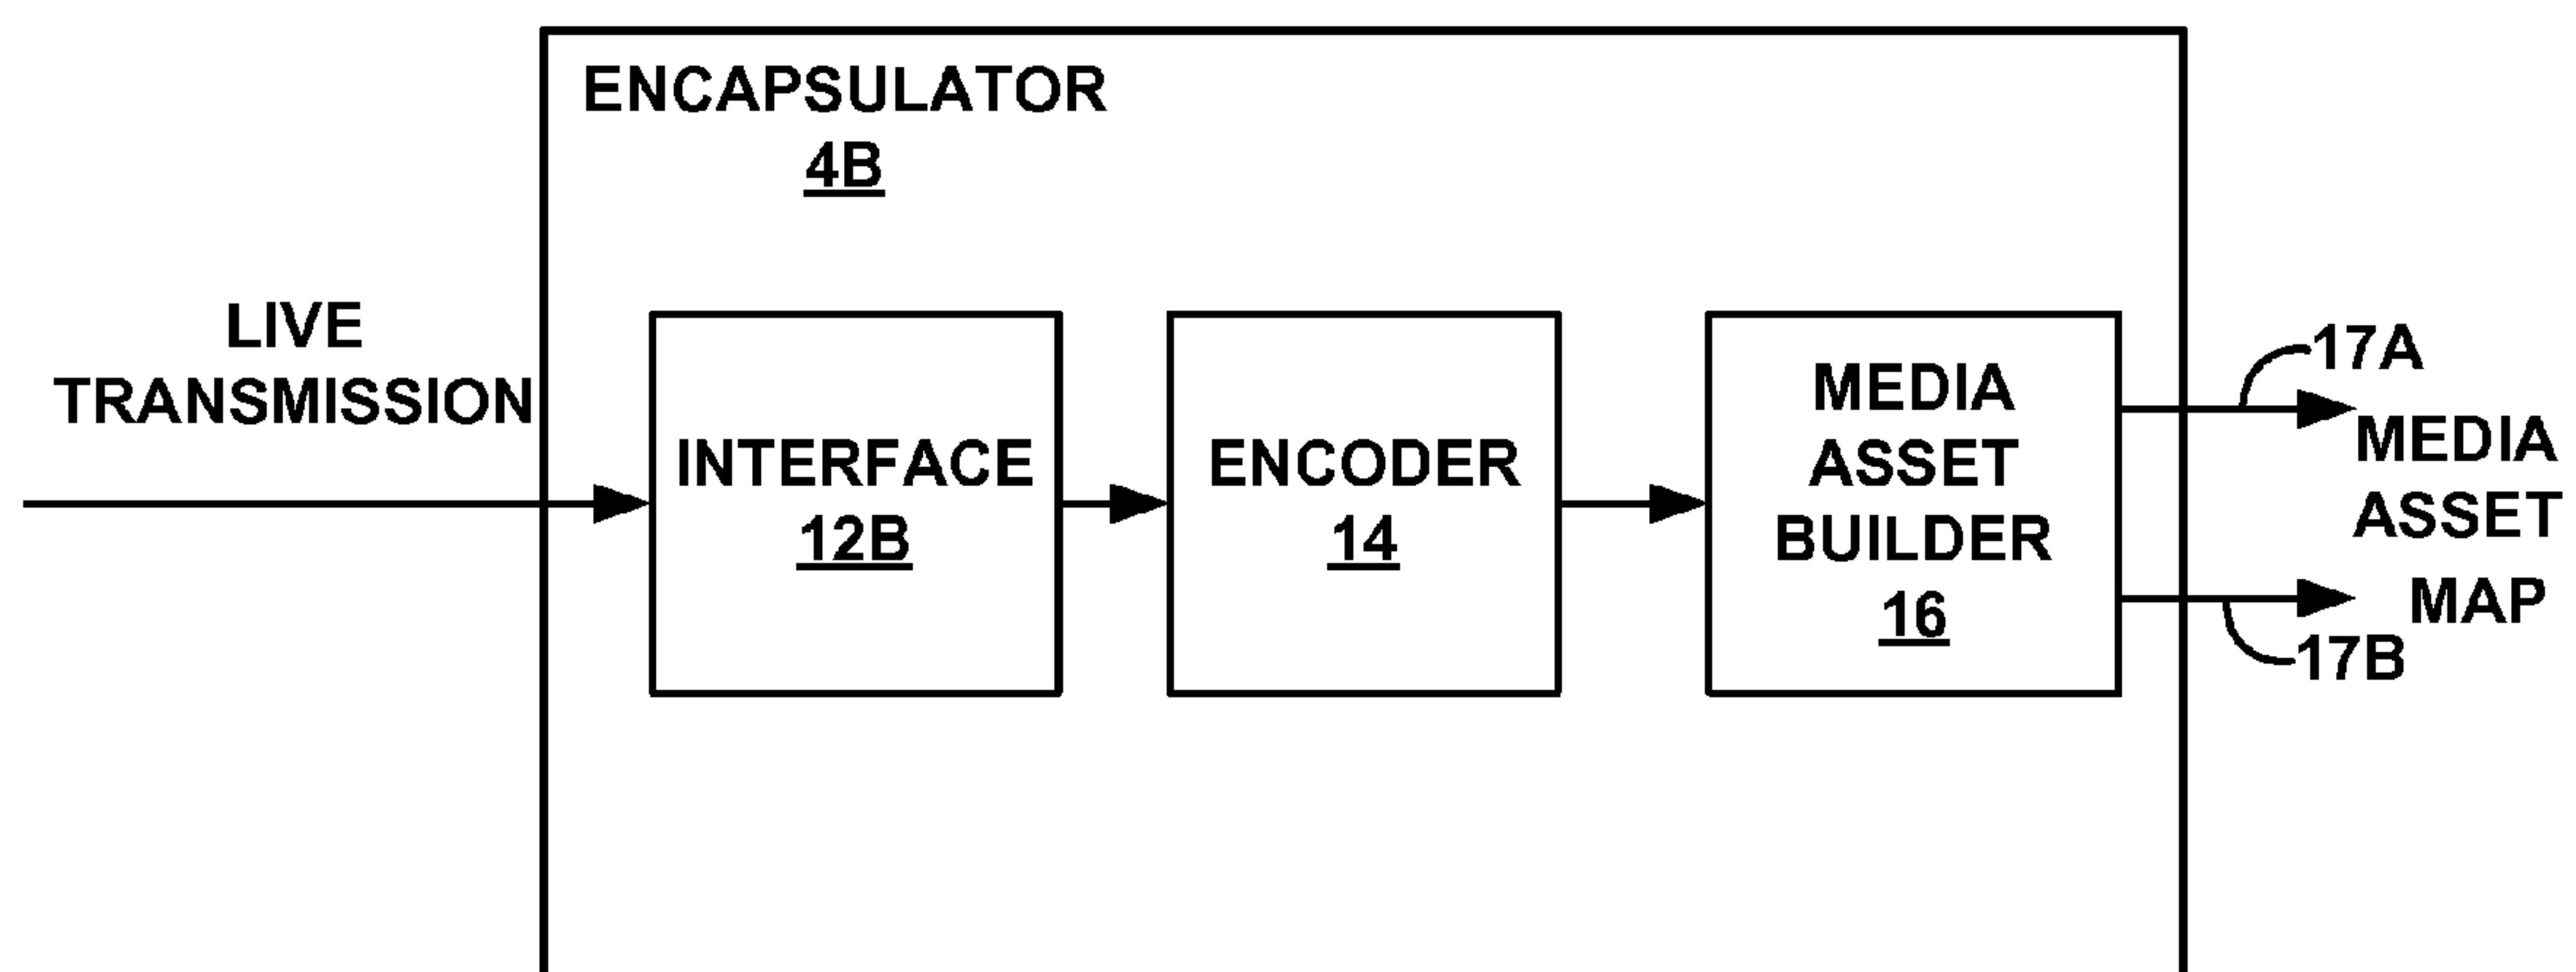 ENCAPSULATOR
4B
LIVE
TRANSMISSION
INTERFACE
12B
ENCODER
14
MEDIA
ASSET
BUILDER
16
17A
MEDIA
ASSET
MAP
17B